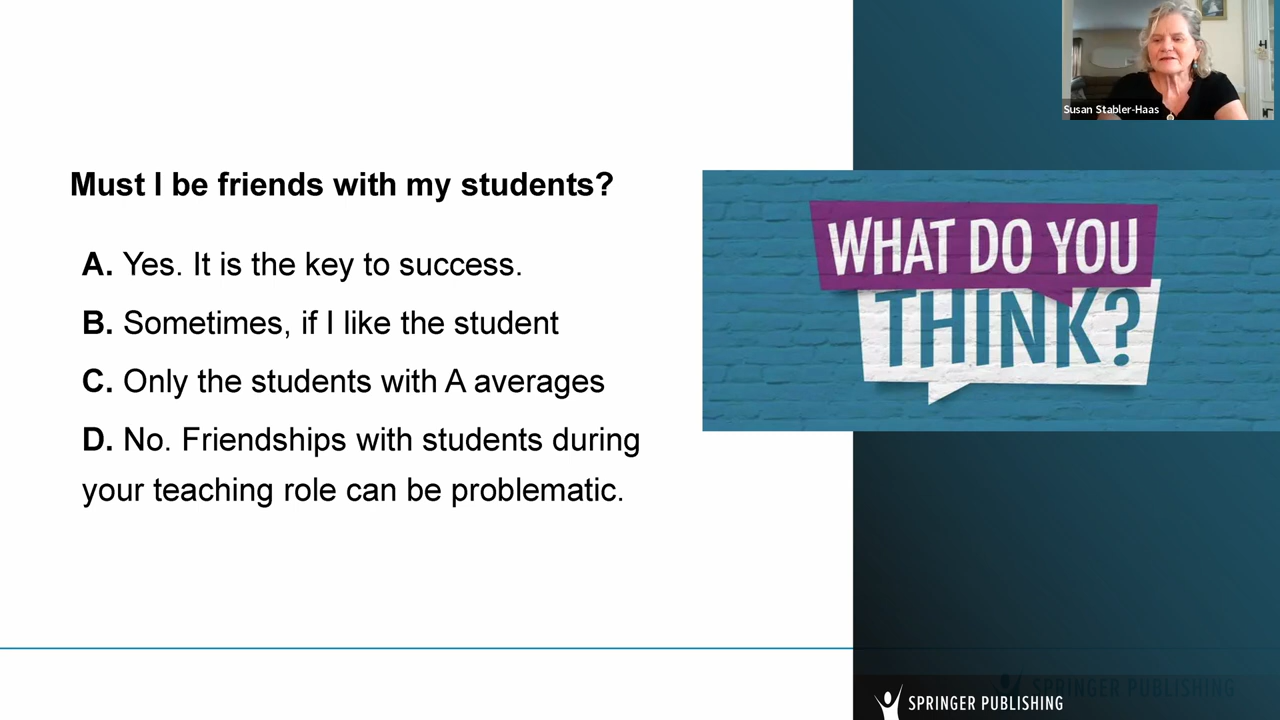 Susan Stabler-Haas
Must I be friends with my students?
A. Yes. It is the key to success.
B. Sometimes, if I like the student
C. Only the students with A averages
D. No. Friendships with students during
your teaching role can be problematic.
WHAT DO YOU
THINK?
SPRINGER PUBLISHING
SPRINGER PUBLISHING